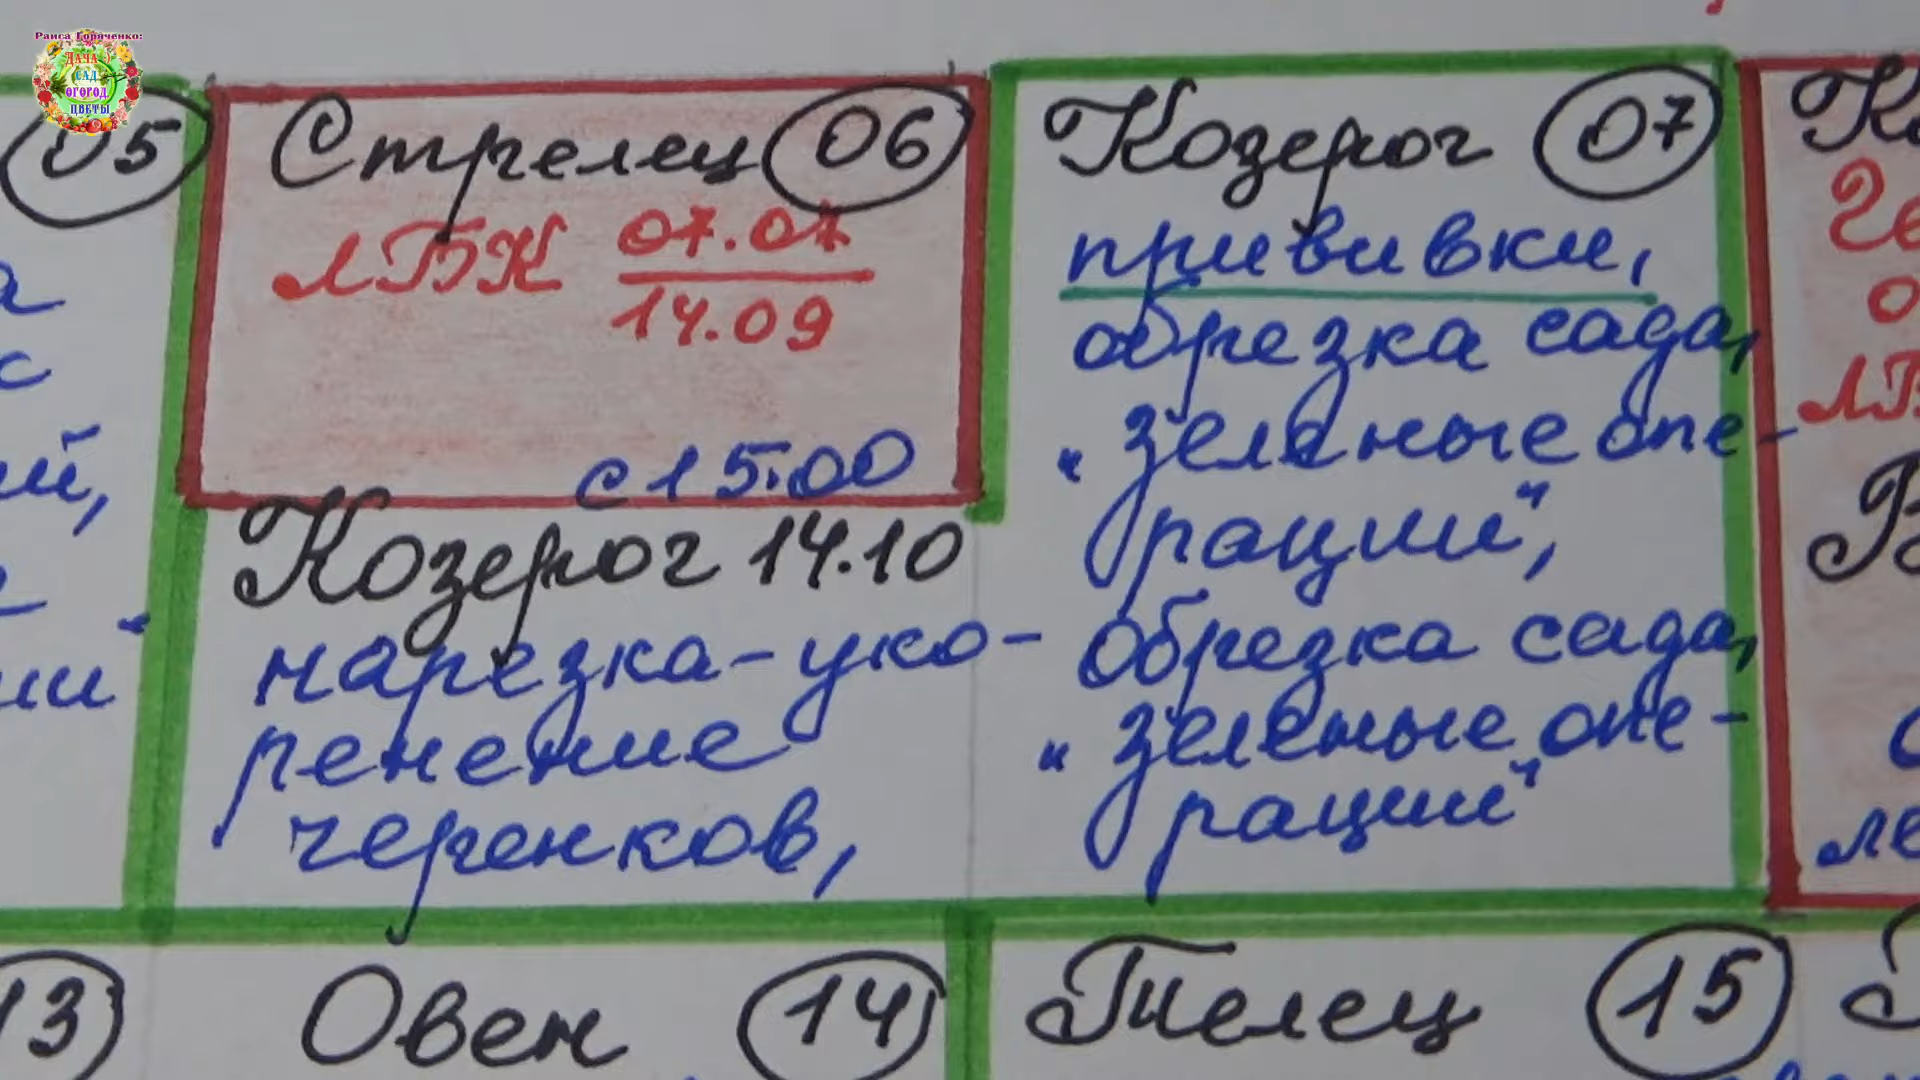 Раиса Горяченко:
ДАЧА
САД
ОГОРОД
ЦВЕТЫ
05
Стрелец 06
ЛБК 07.07
14.09
с 15.00
Козерог 14.10
нарезка-уко-
ренение
черенков,
Козерог 07
прививки,
обрезка сада,
"зеленые опе-
рации",
обрезка сада,
"зеленые опе-
рации"
13
Овен 14
Телец 15